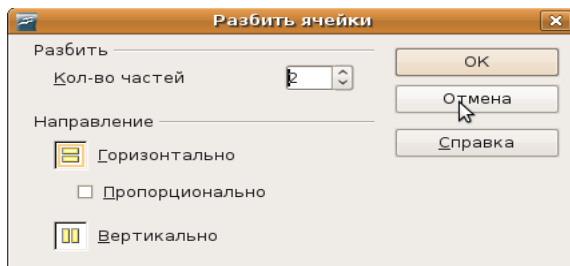 Разбить ячейки
Разбить
Кол-во частей 2
OK
Отмена
Направление
Справка
Горизонтально
Пропорционально
Вертикально